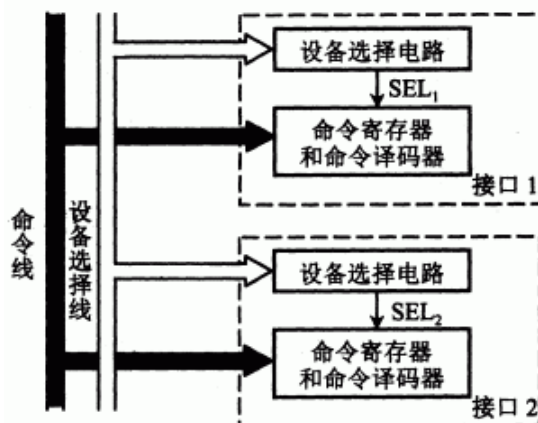 设备选择电路
SEL₁
命令寄存器
和命令译码器
接口 1
命令线
设备选择线
设备选择电路
SEL₂
命令寄存器
和命令译码器
接口 2